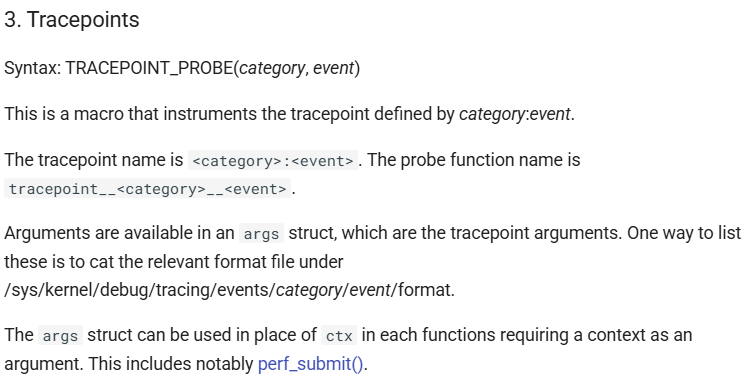 3. Tracepoints
Syntax: TRACEPOINT_PROBE(category, event)
This is a macro that instruments the tracepoint defined by category:event.
The tracepoint name is <category>:<event>. The probe function name is
tracepoint__<category>__<event>.
Arguments are available in an args struct, which are the tracepoint arguments. One way to list
these is to cat the relevant format file under
/sys/kernel/debug/tracing/events/category/event/format.
The args struct can be used in place of ctx in each functions requiring a context as an
argument. This includes notably perf_submit().